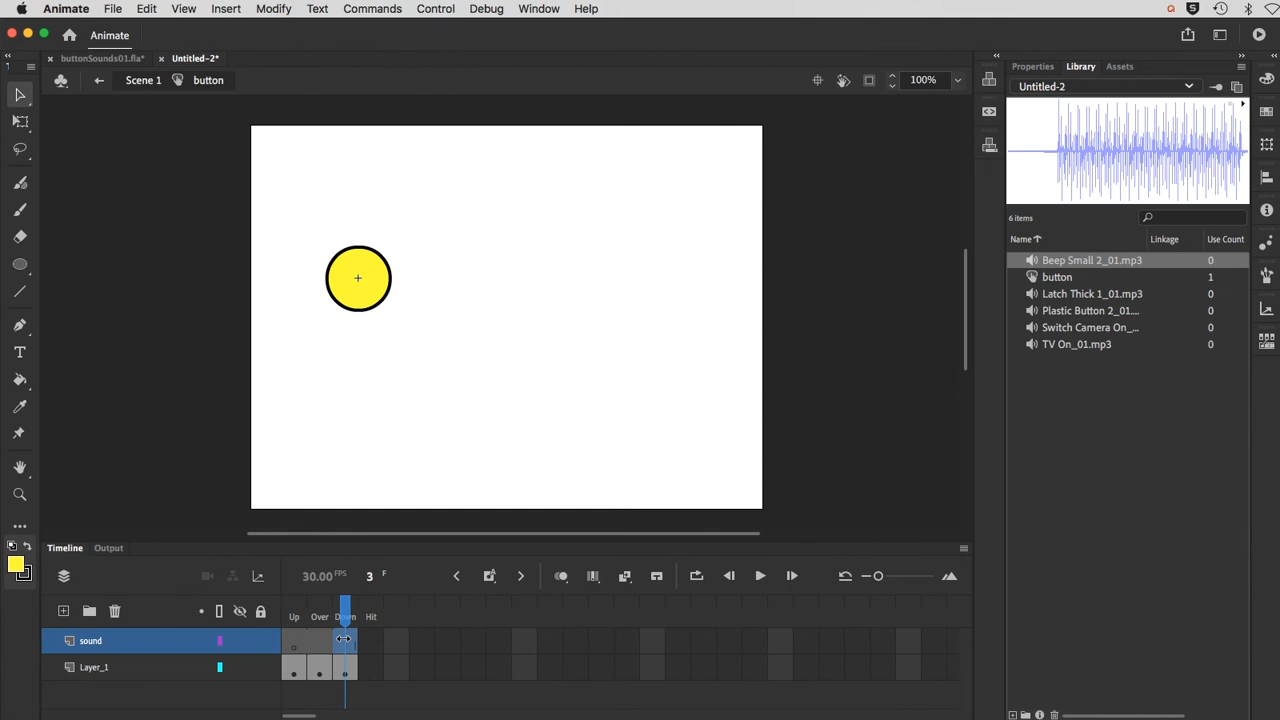 Animate File Edit View Insert Modify Text Commands Control Debug Window Help
Animate
buttonSounds01.fla* Untitled-2*
Scene 1 button 100%
Properties Library Assets
Untitled-2
6 items
Name Linkage Use Count
Beep Small 2_01.mp3 0
button 1
Latch Thick 1_01.mp3 0
Plastic Button 2_01.... 0
Switch Camera On_... 0
TV On_01.mp3 0
Timeline Output
30.00 FPS 3 F
Up Over Down Hit
sound
Layer_1